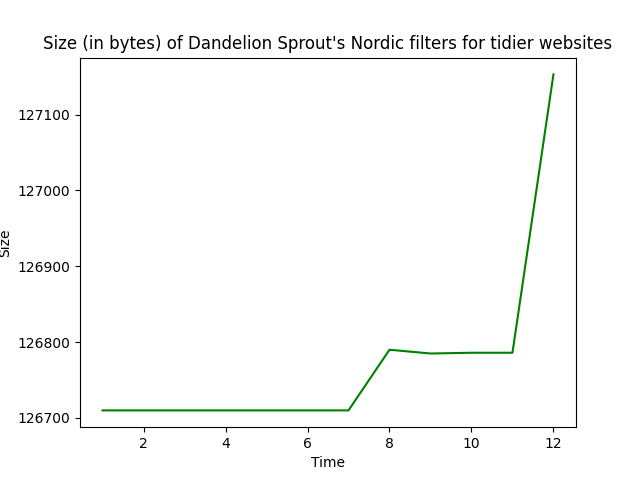 Size (in bytes) of Dandelion Sprout's Nordic filters for tidier websites
127100
127000
126900
126800
126700
Size
2 4 6 8 10 12
Time